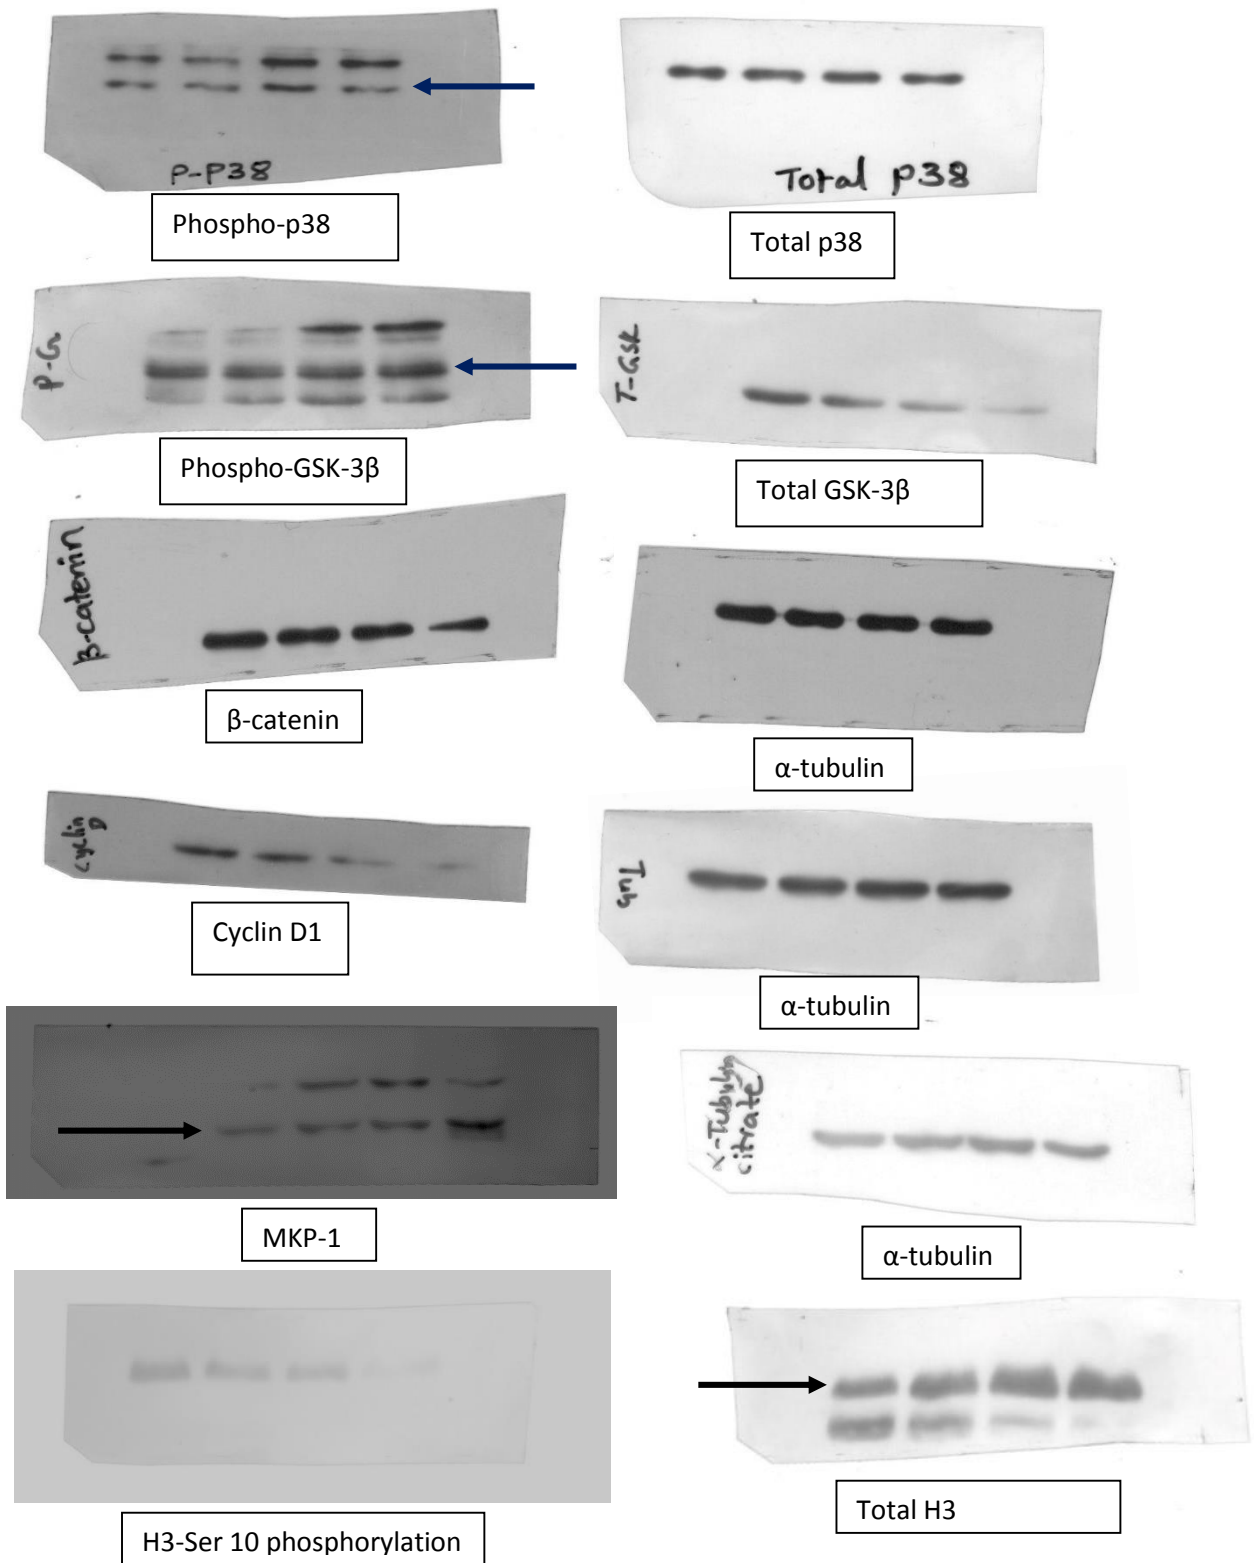 P-P38
Total P38
Phospho-p38
Total p38
P-G
T-GSK
Phospho-GSK-3β
Total GSK-3β
β-catenin
β-catenin
α-tubulin
Cyclin
D
Tub
Cyclin D1
α-tubulin
α-Tubulin
citrate
MKP-1
α-tubulin
Total H3
H3-Ser 10 phosphorylation